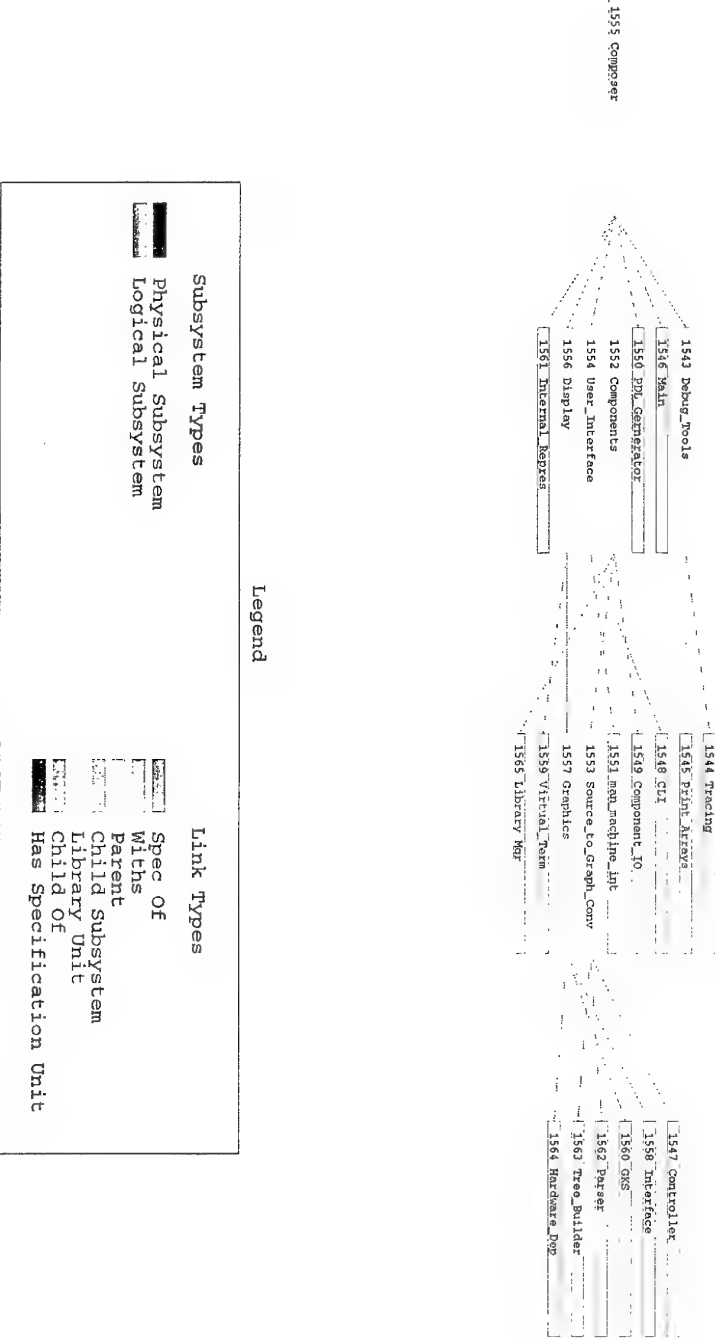 1555 Composer
1543 Debug_Tools
1546 Main
1550 PDL_Gernerator
1552 Components
1554 User_Interface
1556 Display
1561 Internal_Repres
1544 Tracing
1545 Print_Arrays
1548 CLI
1549 Component_IO
1551 man_machine_int
1553 Source_to_Graph_Conv
1557 Graphics
1559 Virtual_Term
1565 Library_Mgr
1547 Controller
1558 Interface
1560 GKS
1562 Parser
1563 Tree_Builder
1564 Hardware_Dep
Legend
Subsystem Types
Physical Subsystem
Logical Subsystem
Link Types
Spec Of
Withs
Parent
Child Subsystem
Library Unit
Child Of
Has Specification Unit